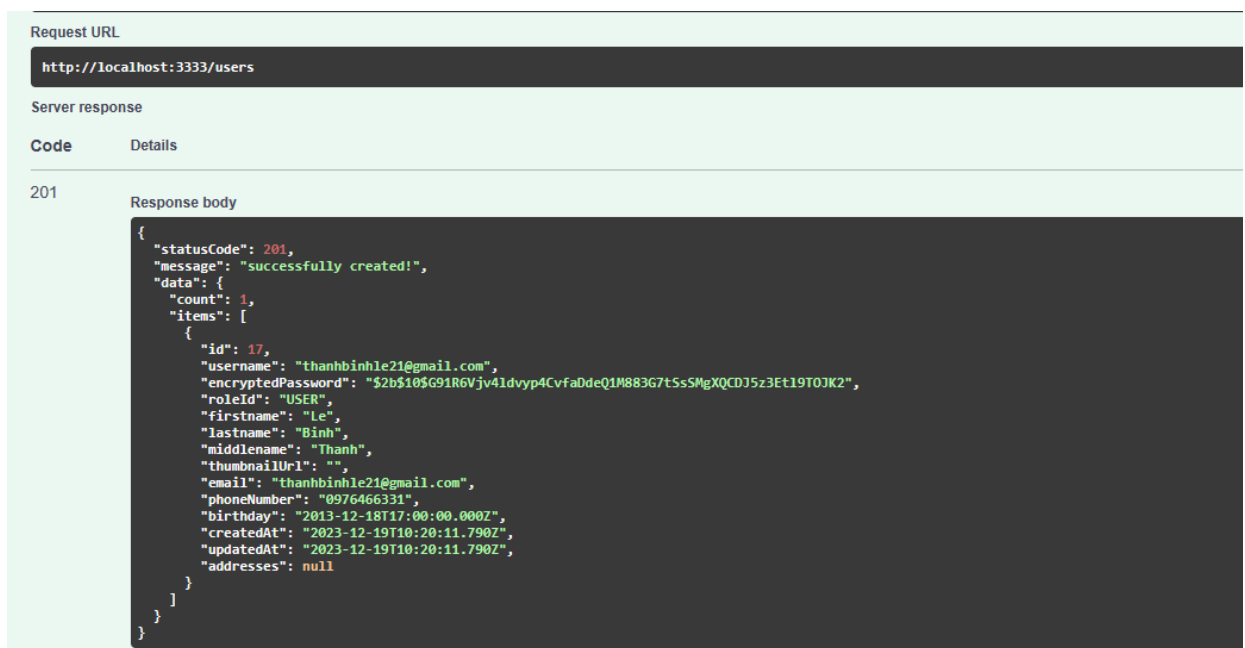 Request URL
http://localhost:3333/users
Server response
Code Details
201
Response body
{
"statusCode": 201,
"message": "successfully created!",
"data": {
"count": 1,
"items": [
{
"id": 17,
"username": "thanhbinhle21@gmail.com",
"encryptedPassword": "$2b$10$G91R6Vjv4ldvyp4CvfaDdeQ1M883G7tSsSMgXQCDJ5z3Etl9TOJK2",
"roleId": "USER",
"firstname": "Le",
"lastname": "Binh",
"middlename": "Thanh",
"thumbnailUrl": "",
"email": "thanhbinhle21@gmail.com",
"phoneNumber": "0976466331",
"birthday": "2013-12-18T17:00:00.000Z",
"createdAt": "2023-12-19T10:20:11.790Z",
"updatedAt": "2023-12-19T10:20:11.790Z",
"addresses": null
}
]
}
}